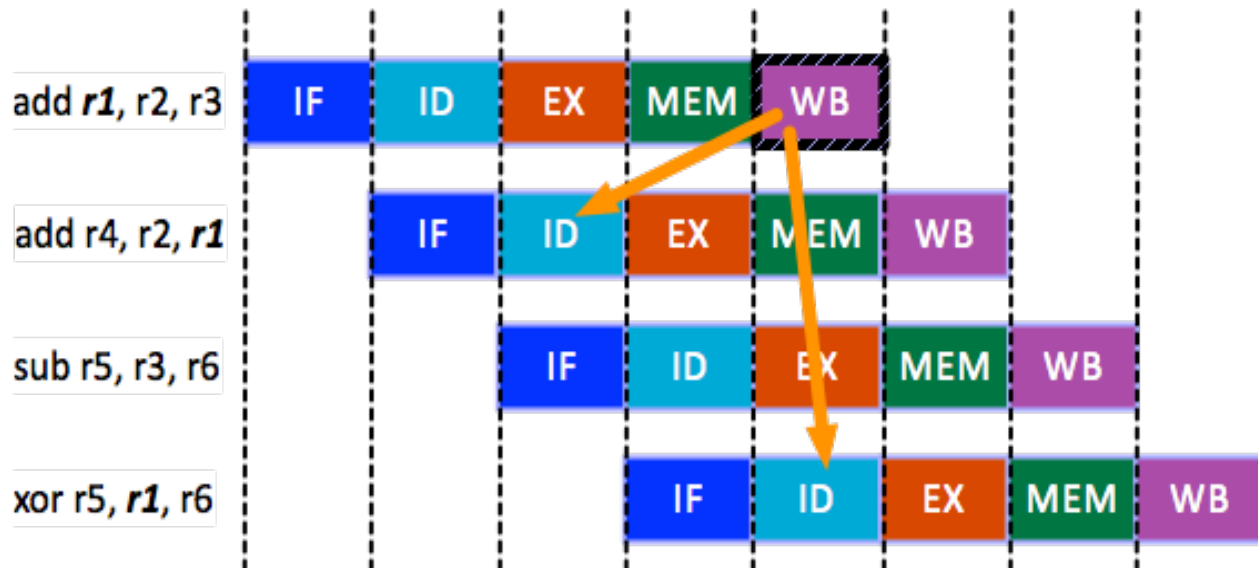 add r1, r2, r3 IF ID EX MEM WB
add r4, r2, r1 IF ID EX MEM WB
sub r5, r3, r6 IF ID EX MEM WB
xor r5, r1, r6 IF ID EX MEM WB